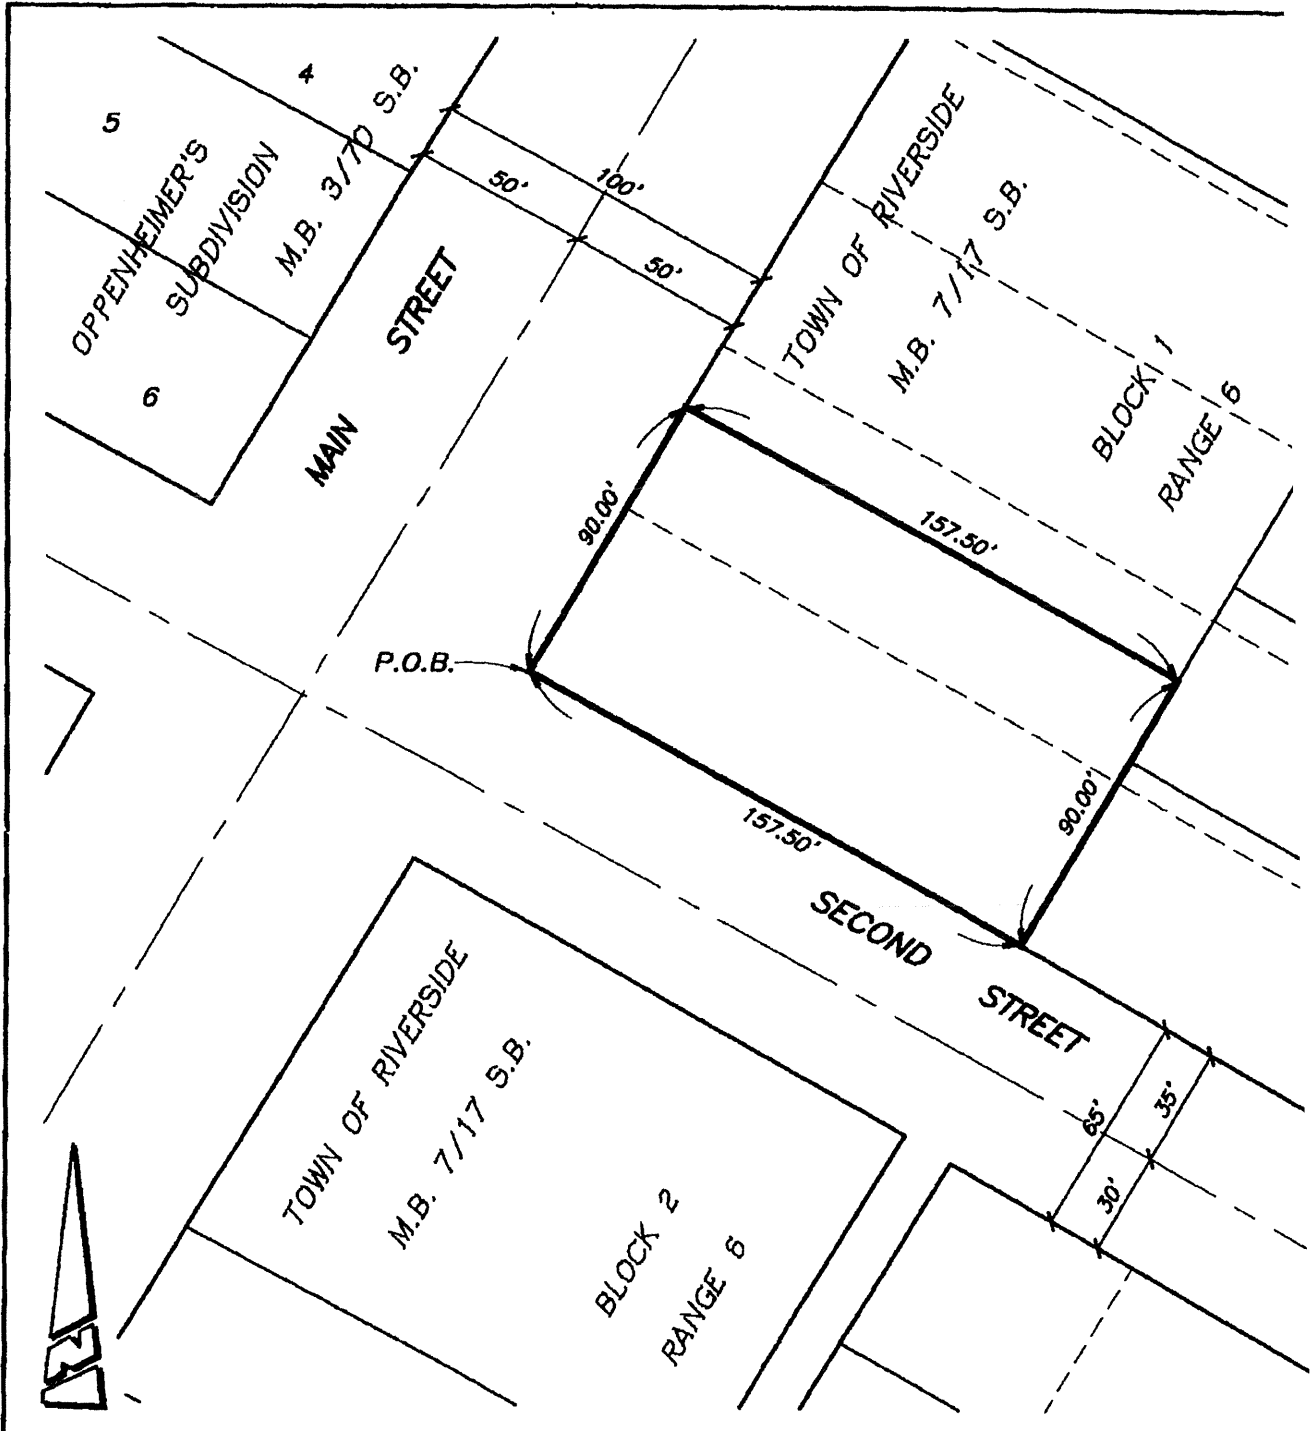 4
5
OPPENHEIMER'S
SUBDIVISION
M.B. 3/70 S.B.
6
MAIN STREET
50'
100'
50'
TOWN OF RIVERSIDE
M.B. 7/17 S.B.
BLOCK 1
RANGE 6
90.00'
157.50'
P.O.B.
157.50'
90.00'
SECOND STREET
65'
35'
30'
TOWN OF RIVERSIDE
M.B. 7/17 S.B.
BLOCK 2
RANGE 6
N